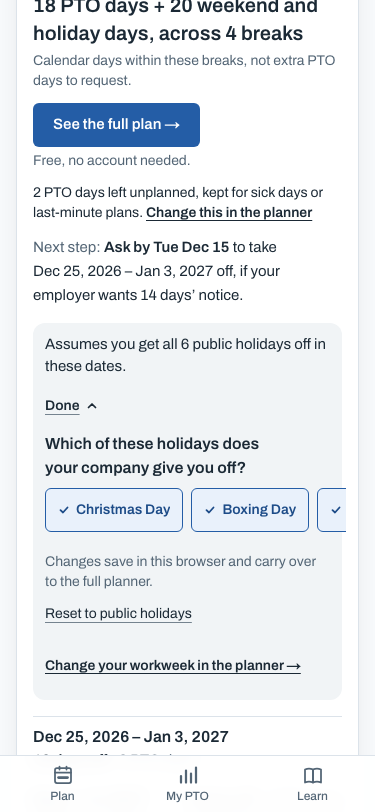 18 PTO days + 20 weekend and
holiday days, across 4 breaks
Calendar days within these breaks, not extra PTO
days to request.
See the full plan →
Free, no account needed.
2 PTO days left unplanned, kept for sick days or
last-minute plans. Change this in the planner
Next step: Ask by Tue Dec 15 to take
Dec 25, 2026 – Jan 3, 2027 off, if your
employer wants 14 days’ notice.
Assumes you get all 6 public holidays off in
these dates.
Done
Which of these holidays does
your company give you off?
✓ Christmas Day ✓ Boxing Day ✓
Changes save in this browser and carry over
to the full planner.
Reset to public holidays
Change your workweek in the planner →
Dec 25, 2026 – Jan 3, 2027
Plan My PTO Learn